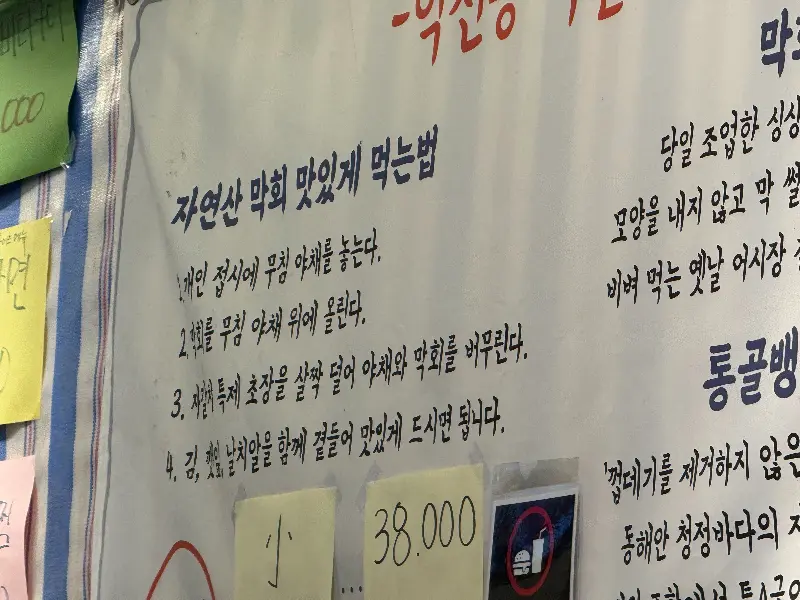 000
자연산 막회 맛있게 먹는법
1. 개인 접시에 무침 야채를 놓는다.
2. 막회를 무침 야채 위에 올린다.
3. 특제 초장을 살짝 덜어 야채와 막회를 버무린다.
4. 김, 깻잎, 날치알을 함께 곁들어 맛있게 드시면 됩니다.
小
...
38.000
당일 조업한 싱싱
모양을 내지 않고 막 썰
비벼 먹는 옛날 어시장
통골뱅
'껍데기를 제거하지 않은
동해안 청정바다의